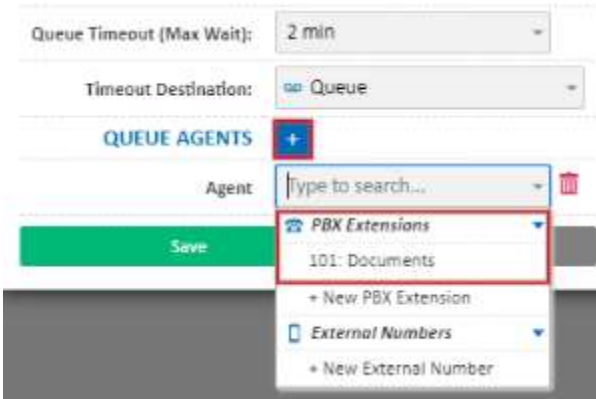 Queue Timeout (Max Wait): 2 min
Timeout Destination: Queue
QUEUE AGENTS +
Agent Type to search...
PBX Extensions
Save
101: Documents
+ New PBX Extension
External Numbers
+ New External Number